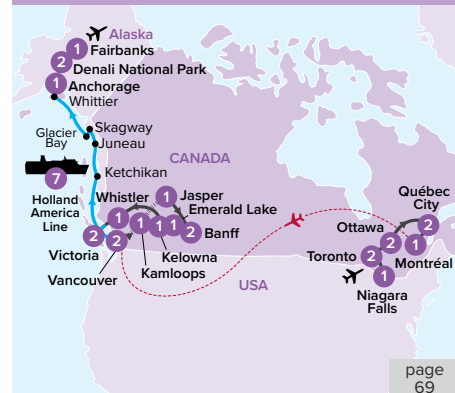 Alaska
1 Fairbanks
2 Denali National Park
1 Anchorage
Whittier
Skagway
Glacier
Bay
Juneau
7
Ketchikan
Holland
America
Line
CANADA
Whistler
1 Jasper
Emerald Lake
1
2
2
1
1
1
2 Banff
Victoria
Kelowna
Vancouver
Kamloops
USA
Québec
City
2
Ottawa
2
1
Toronto 2
Montréal
1
Niagara
Falls
page
69